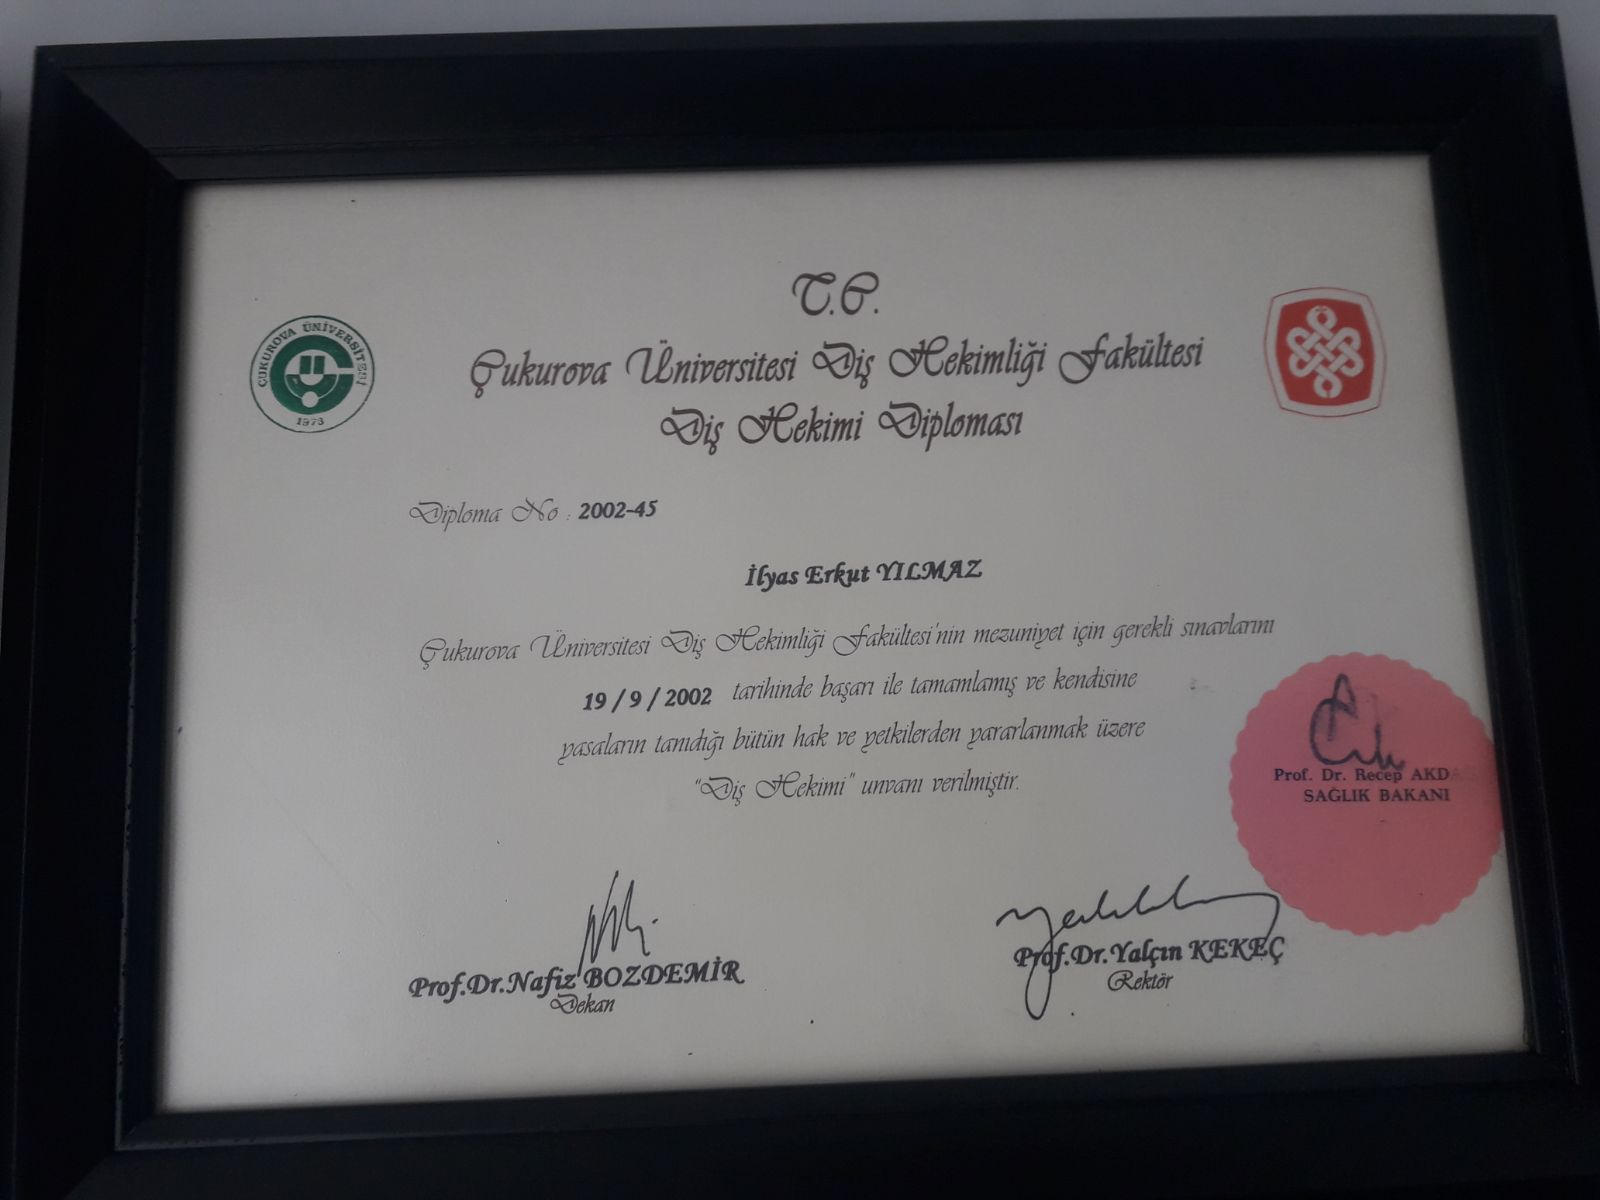 T.C.
ÇUKUROVA ÜNİVERSİTESİ
1973
Çukurova Üniversitesi Diş Hekimliği Fakültesi
Diş Hekimi Diploması
Diploma No : 2002-45
İlyas Erkut YILMAZ
Çukurova Üniversitesi Diş Hekimliği Fakültesi'nin mezuniyet için gerekli sınavlarını
19 / 9 / 2002 tarihinde başarı ile tamamlamış ve kendisine
yasaların tanıdığı bütün hak ve yetkilerden yararlanmak üzere
"Diş Hekimi" unvanı verilmiştir.
Prof. Dr. Recep AKDAĞ
SAĞLIK BAKANI
Prof.Dr.Nafiz BOZDEMİR
Dekan
Prof.Dr.Yalçın KEKEÇ
Rektör